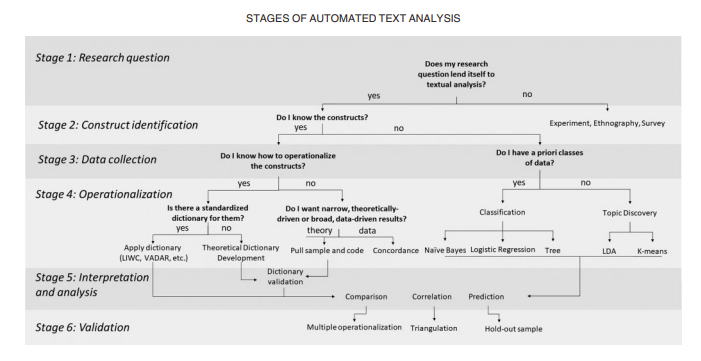 STAGES OF AUTOMATED TEXT ANALYSIS
Stage 1: Research question
Does my research
question lend itself to
textual analysis?
yes
no
Stage 2: Construct identification
Do I know the constructs?
yes
no
Experiment, Ethnography, Survey
Stage 3: Data collection
Do I know how to operationalize
the constructs?
Do I have a priori classes
of data?
yes
no
yes
no
Stage 4: Operationalization
Is there a standardized
dictionary for them?
Do I want narrow, theoretically-
driven or broad, data-driven results?
Classification
Topic Discovery
yes
no
theory
data
Apply dictionary
(LIWC, VADAR, etc.)
Theoretical Dictionary
Development
Pull sample and code
Concordance
Naïve Bayes
Logistic Regression
Tree
LDA
K-means
Stage 5: Interpretation
and analysis
Dictionary
validation
Comparison
Correlation
Prediction
Stage 6: Validation
Multiple operationalization
Triangulation
Hold-out sample